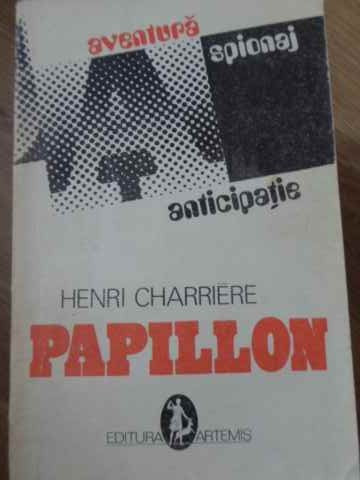 aventură
spionaj
anticipație
HENRI CHARRIÈRE
PAPILLON
EDITURA ARTEMIS